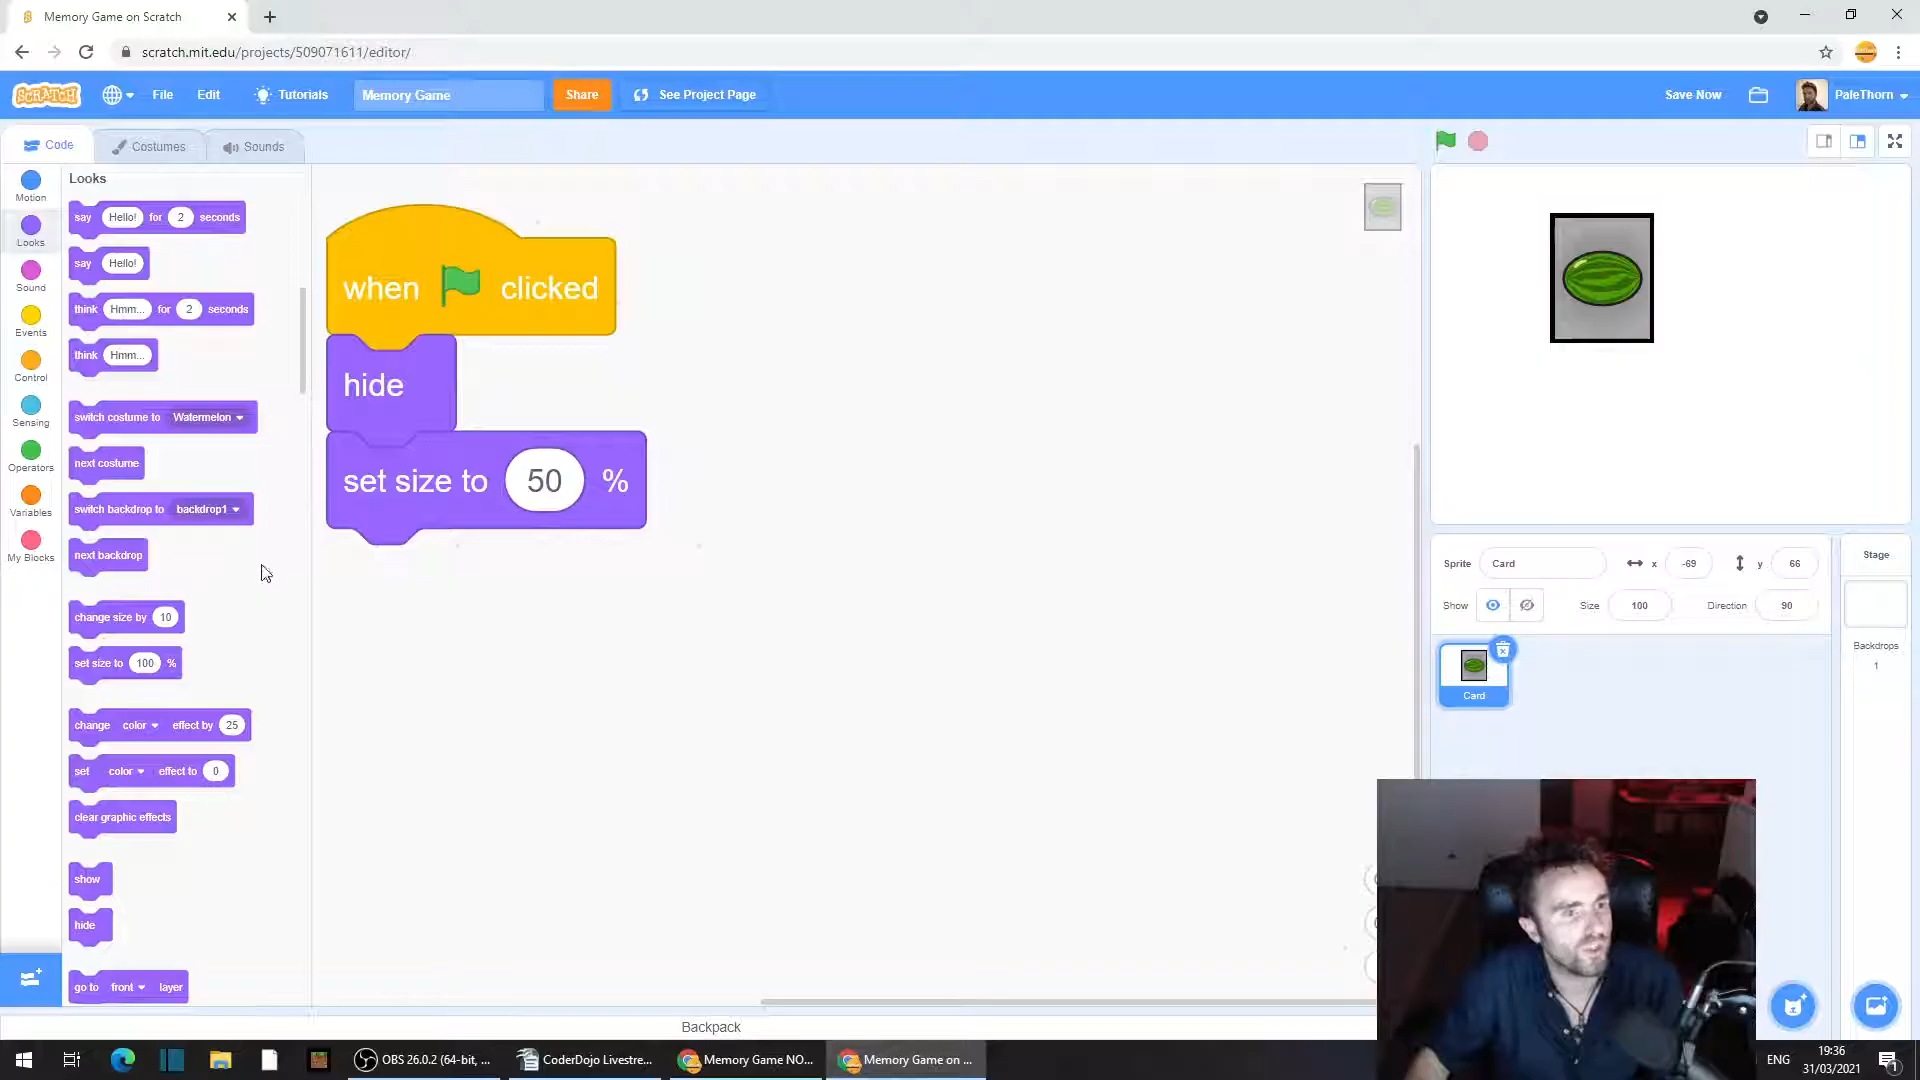 Memory Game on Scratch
scratch.mit.edu/projects/509071611/editor/
SCRATCH
File
Edit
Tutorials
Memory Game
Share
See Project Page
Save Now
PaleThorn
Code
Costumes
Sounds
Motion
Looks
Sound
Events
Control
Sensing
Operators
Variables
My Blocks
Looks
say Hello! for 2 seconds
say Hello!
think Hmm... for 2 seconds
think Hmm...
switch costume to Watermelon
next costume
switch backdrop to backdrop1
next backdrop
change size by 10
set size to 100 %
change color effect by 25
set color effect to 0
clear graphic effects
show
hide
go to front layer
when clicked
hide
set size to 50 %
Sprite Card x -69 y 66
Show Size 100 Direction 90
Card
Stage
Backdrops
1
Backpack
OBS 26.0.2 (64-bit, ...
CoderDojo Livestre...
Memory Game NO...
Memory Game on ...
ENG
19:36
31/03/2021
1